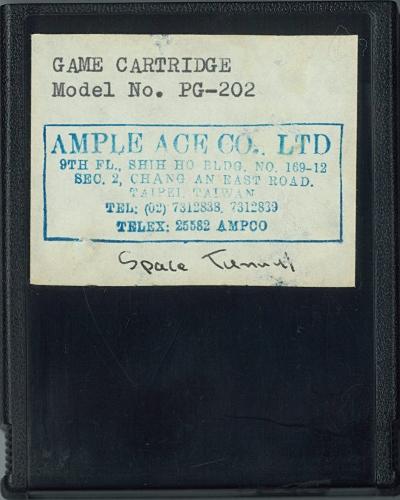 GAME CARTRIDGE
Model No. PG-202
AMPLE ACE CO., LTD
9TH FL., SHIH HO BLDG. NO. 169-12
SEC. 2, CHANG AN EAST ROAD.
TAIPEI, TAIWAN
TEL: (02) 7312838, 7312839
TELEX: 25582 AMPCO
Space